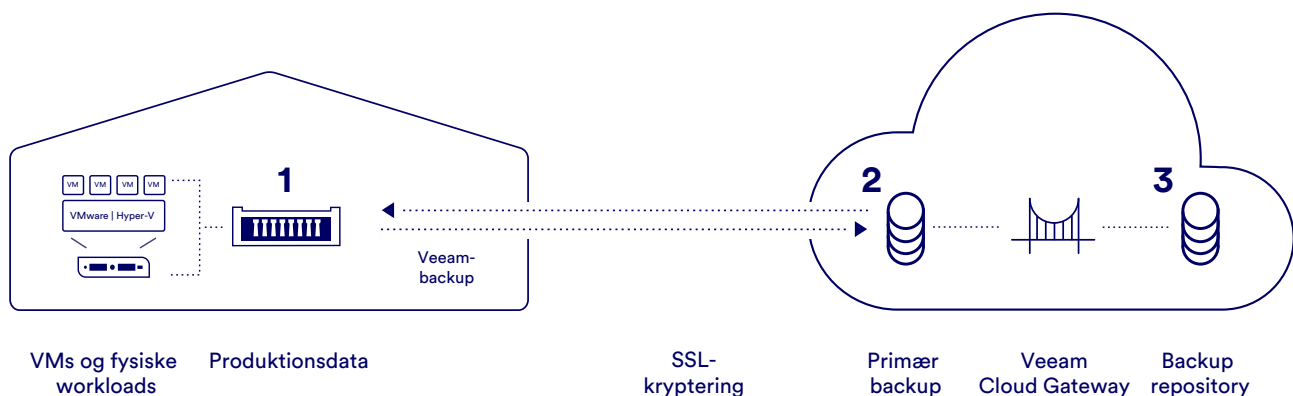 1
2
3
VM VM VM VM
VMware | Hyper-V
Veeam-
backup
VMs og fysiske
workloads
Produktionsdata
SSL-
kryptering
Primær
backup
Veeam
Cloud Gateway
Backup
repository